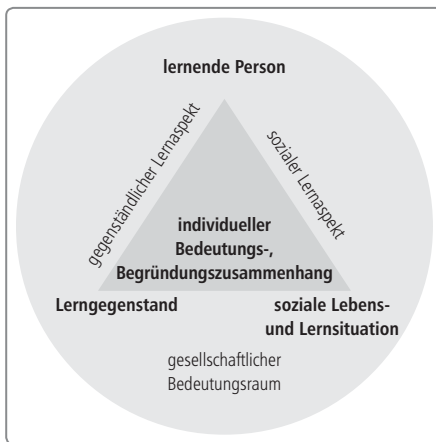 lernende Person
gegenständlicher Lernaspekt
sozialer Lernaspekt
individueller
Bedeutungs-,
Begründungszusammenhang
Lerngegenstand
soziale Lebens-
und Lernsituation
gesellschaftlicher
Bedeutungsraum